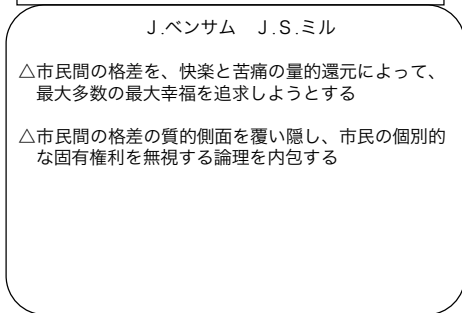 J.ベンサム　J.S.ミル
△市民間の格差を、快楽と苦痛の量的還元によって、
最大多数の最大幸福を追求しようとする
△市民間の格差の質的側面を覆い隠し、市民の個別的
な固有権利を無視する論理を内包する